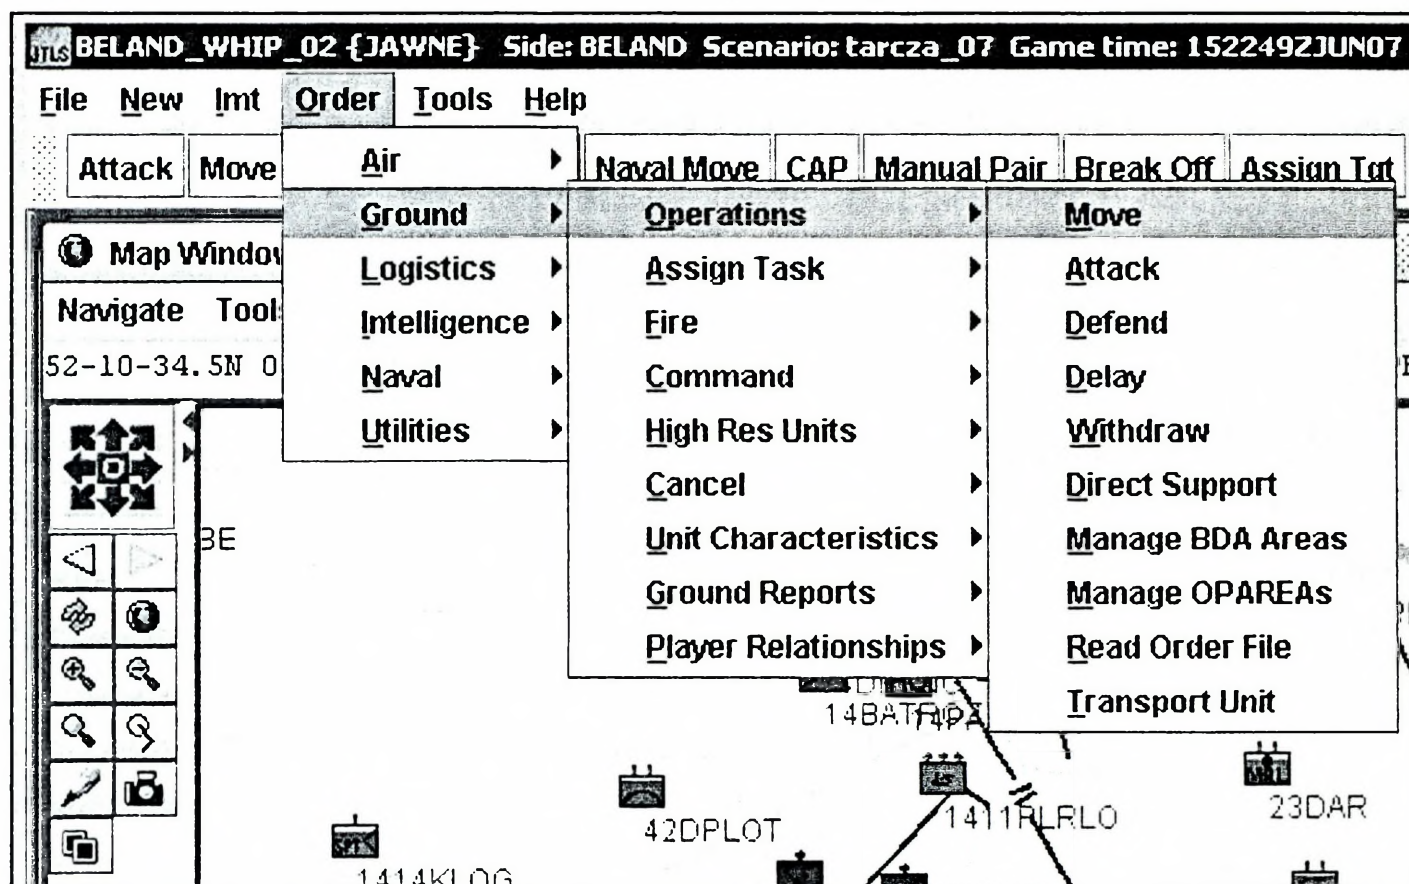 JTLS BELAND_WHIP_02 {JAWNE} Side: BELAND Scenario: tarcza_07 Game time: 152249ZJUN07
File New Imt Order Tools Help
Attack Move Naval Move CAP Manual Pair Break Off Assign Tgt
Air
Ground
Logistics
Intelligence
Naval
Utilities
Operations
Assign Task
Fire
Command
High Res Units
Cancel
Unit Characteristics
Ground Reports
Player Relationships
Move
Attack
Defend
Delay
Withdraw
Direct Support
Manage BDA Areas
Manage OPAREAs
Read Order File
Transport Unit
Map Window
Navigate Tools
52-10-34.5N 0
BE
1411RLRLO
23DAR
42DPLOT
1414KLOG